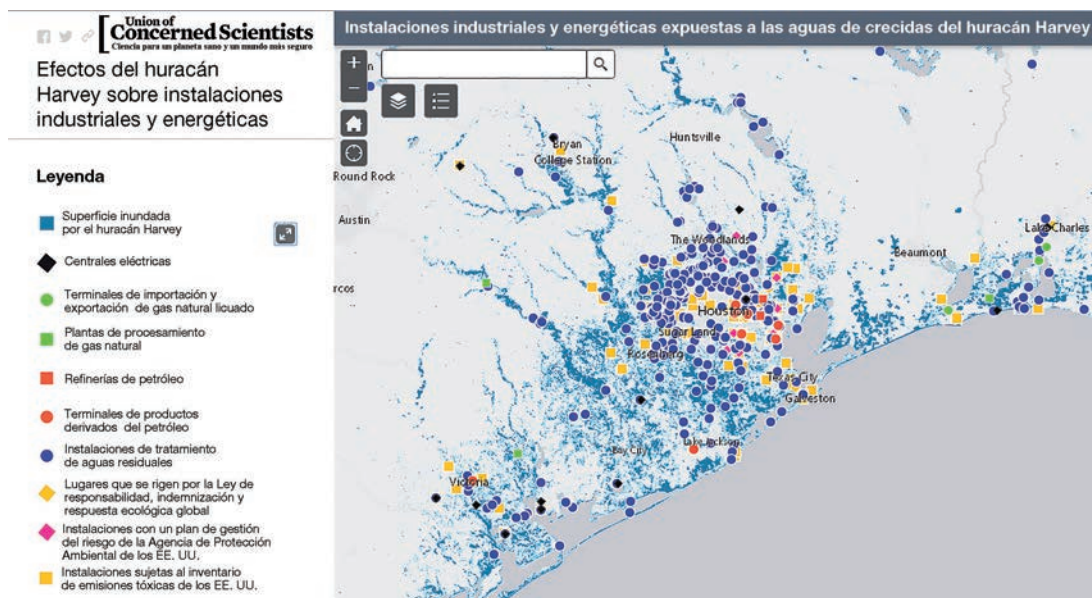 Union of
Concerned Scientists
Ciencia para un planeta sano y un mundo más seguro
Efectos del huracán
Harvey sobre instalaciones
industriales y energéticas
Leyenda
Superficie inundada
por el huracán Harvey
Centrales eléctricas
Terminales de importación y
exportación de gas natural licuado
Plantas de procesamiento
de gas natural
Refinerías de petróleo
Terminales de productos
derivados del petróleo
Instalaciones de tratamiento
de aguas residuales
Lugares que se rigen por la Ley de
responsabilidad, indemnización y
respuesta ecológica global
Instalaciones con un plan de gestión
del riesgo de la Agencia de Protección
Ambiental de los EE. UU.
Instalaciones sujetas al inventario
de emisiones tóxicas de los EE. UU.
Instalaciones industriales y energéticas expuestas a las aguas de crecidas del huracán Harvey
+
n
−
Huntsville
Bryan
College Station
Round Rock
Austin
Lake Charles
The Woodlands
Beaumont
rcos
Houston
Sugar Land
Rosenberg
Texas City
Galveston
Lake Jackson
Bay City
Victoria